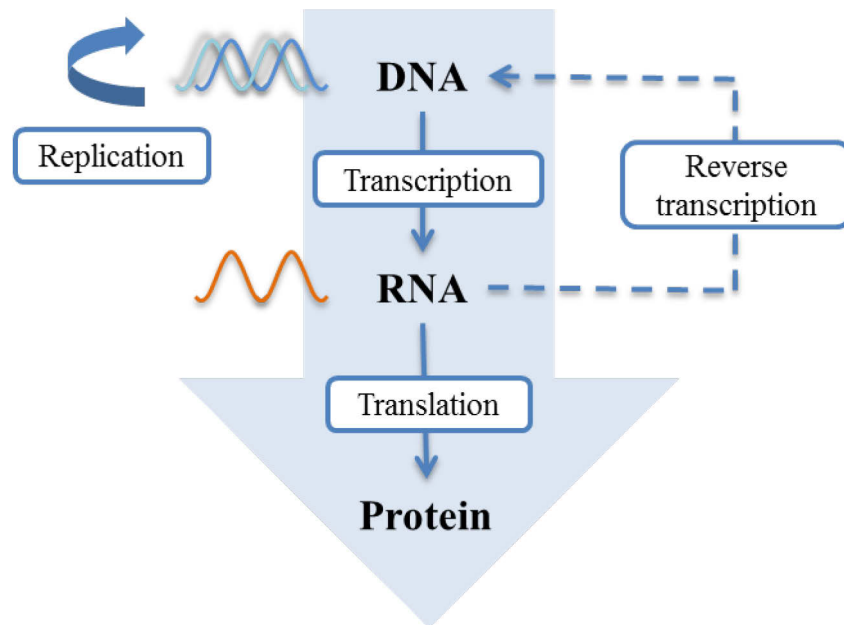 DNA
Replication
Transcription
Reverse
transcription
RNA
Translation
Protein